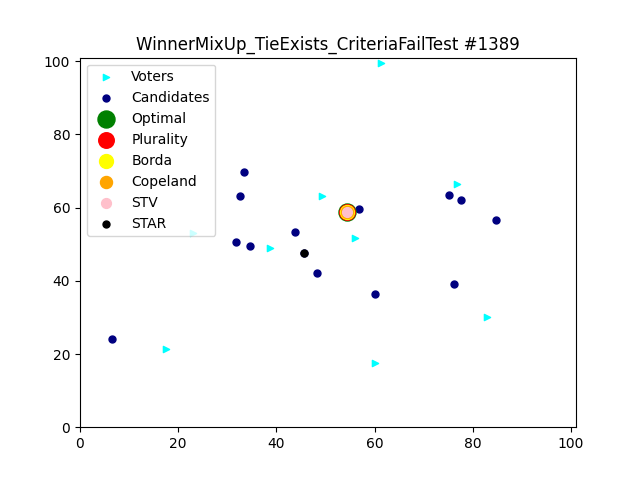 WinnerMixUp_TieExists_CriteriaFailTest #1389
100
80
60
40
20
0
0 20 40 60 80 100
Voters
Candidates
Optimal
Plurality
Borda
Copeland
STV
STAR